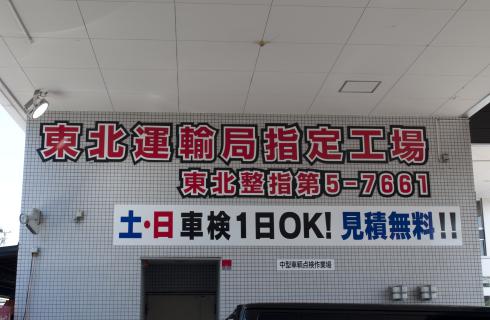 東北運輸局指定工場
東北整指第5-7661
土・日車検1日OK!見積無料!!
中型車輌点検作業場